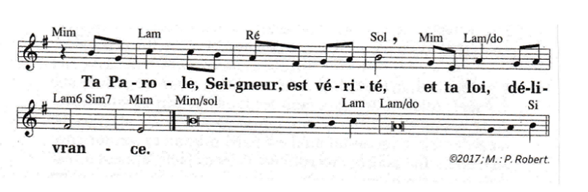 Mim Lam Ré Sol , Mim Lam/do
Ta Pa - ro - le, Sei-gneur, est vé - ri - té, et ta loi, dé-li-
Lam6 Sim7 Mim Mim/sol Lam Lam/do Si
vran - ce.
©2017; M.: P. Robert.